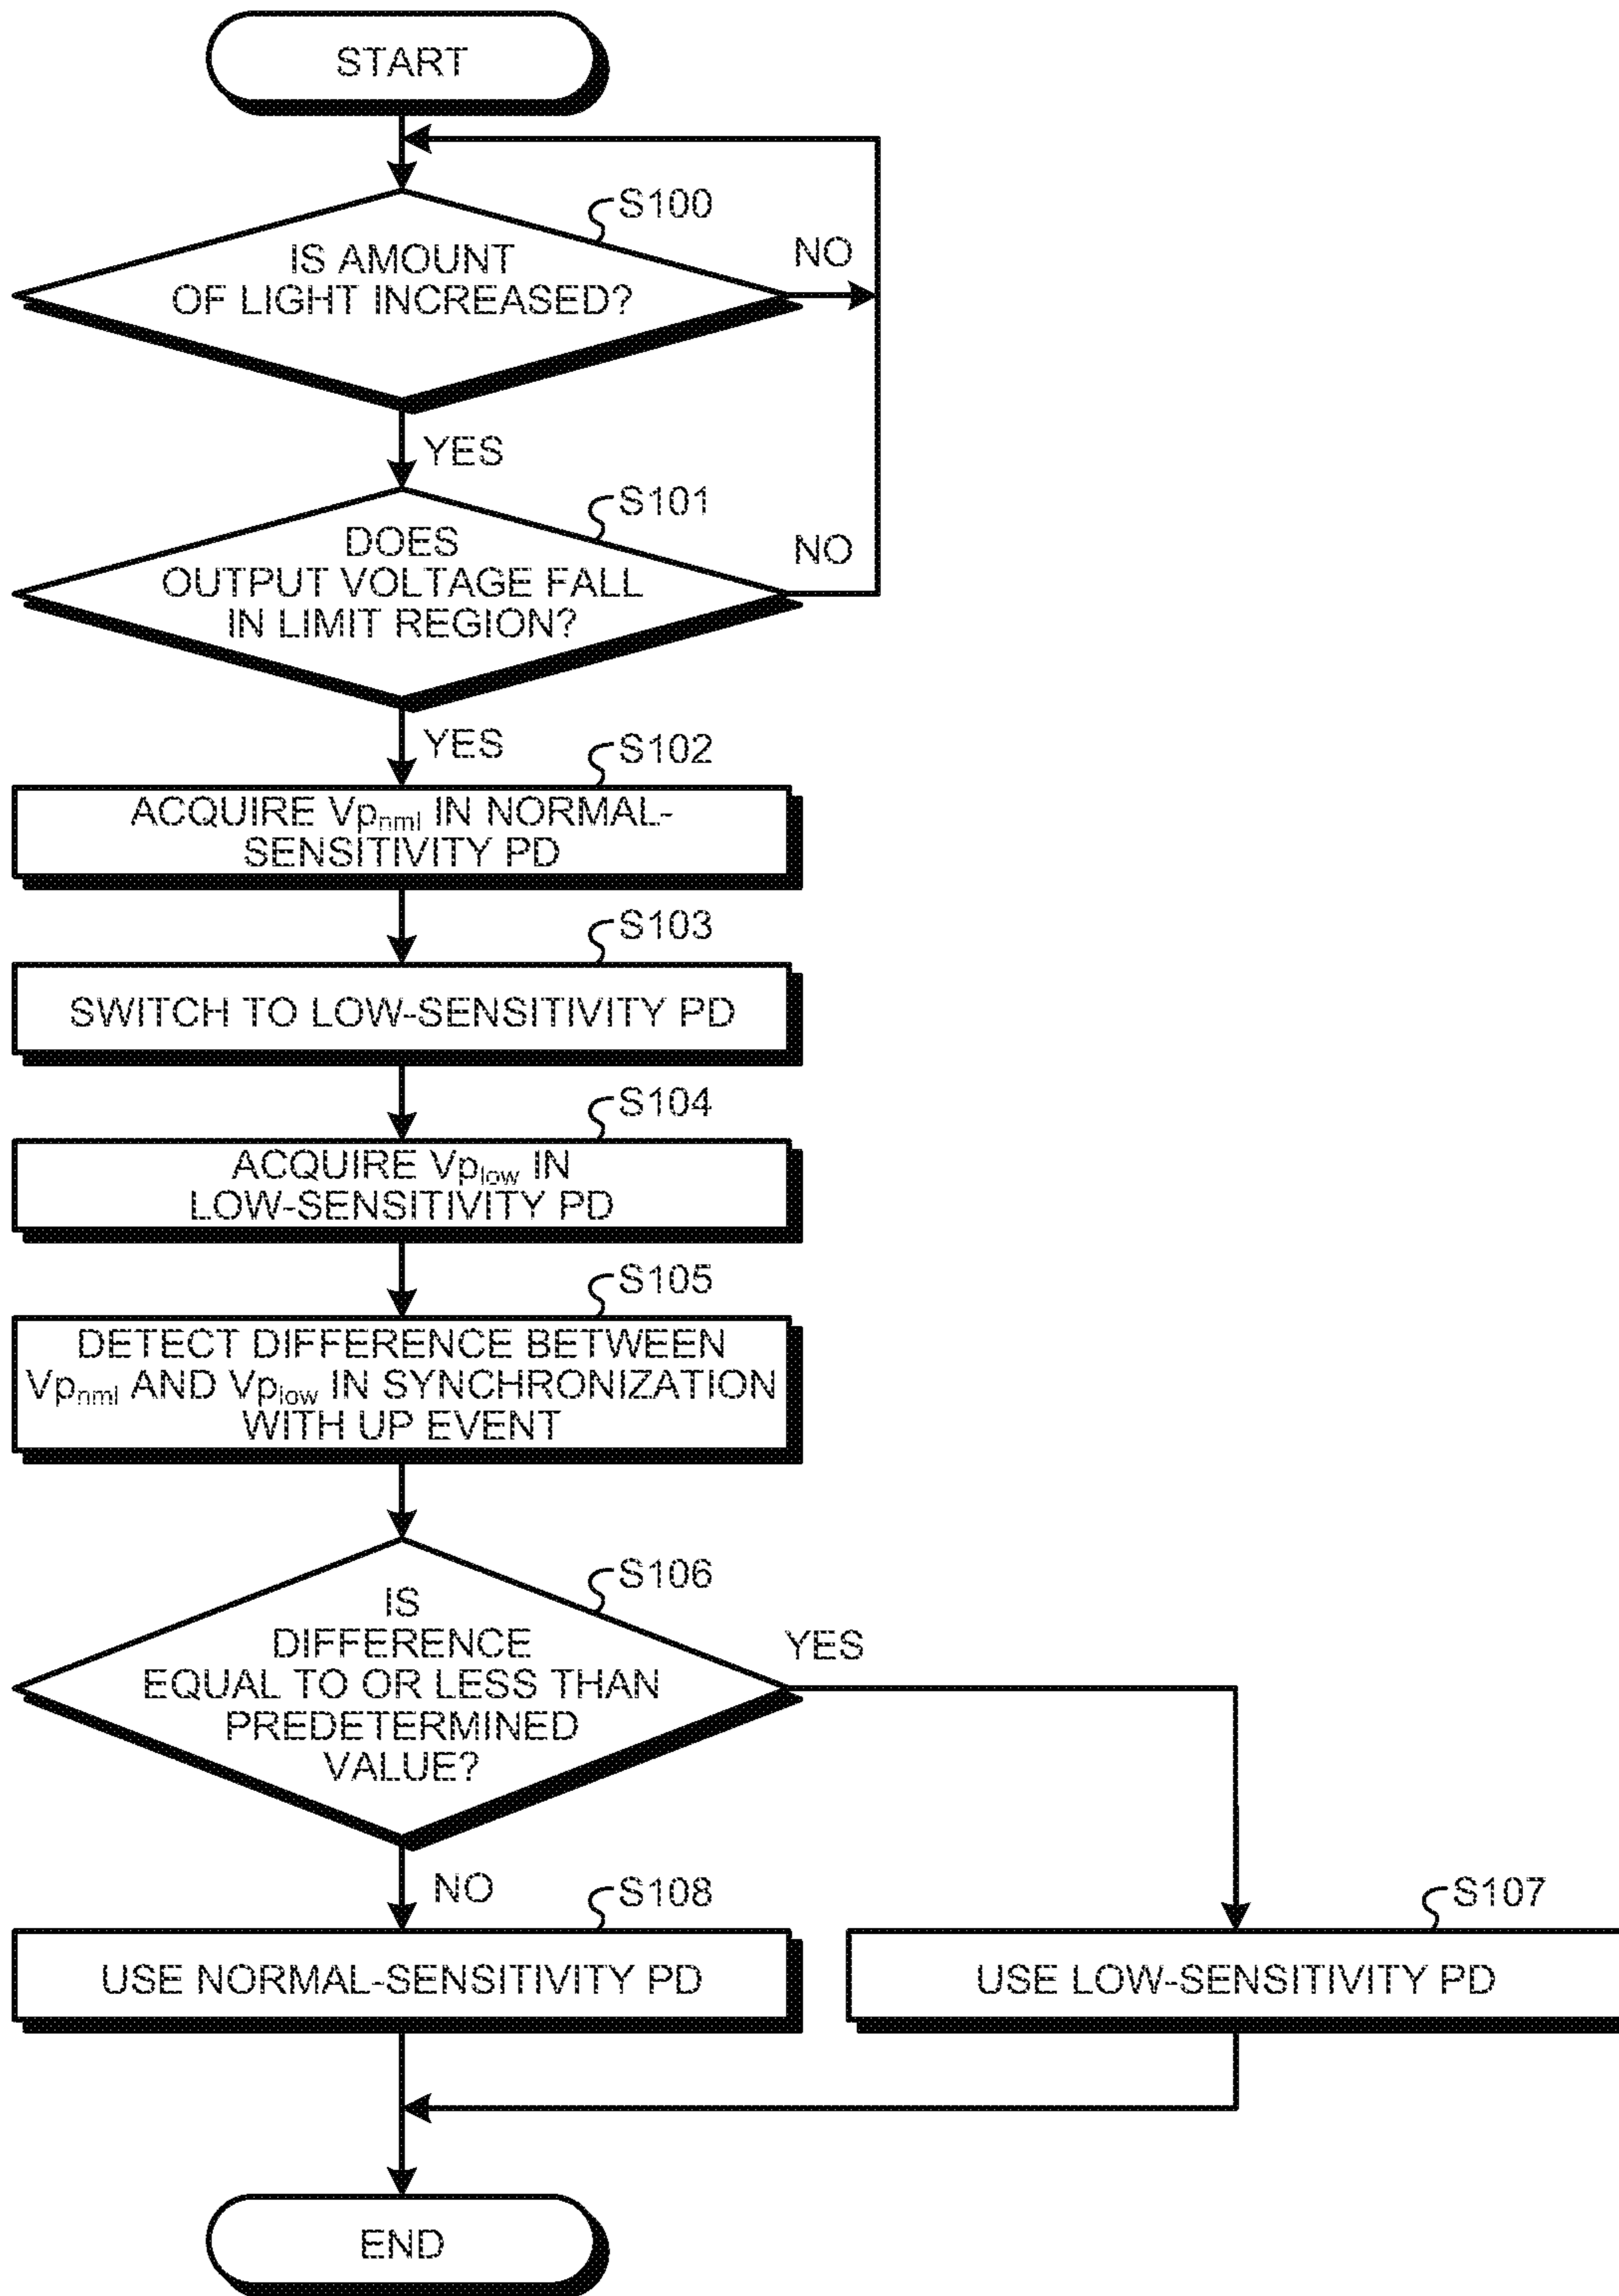 START
S100
IS AMOUNT
OF LIGHT INCREASED?
NO
YES
S101
DOES
OUTPUT VOLTAGE FALL
IN LIMIT REGION?
NO
YES
S102
ACQUIRE Vpnml IN NORMAL-
SENSITIVITY PD
S103
SWITCH TO LOW-SENSITIVITY PD
S104
ACQUIRE Vplow IN
LOW-SENSITIVITY PD
S105
DETECT DIFFERENCE BETWEEN
Vpnml AND Vplow IN SYNCHRONIZATION
WITH UP EVENT
S106
IS
DIFFERENCE
EQUAL TO OR LESS THAN
PREDETERMINED
VALUE?
YES
NO
S108
USE NORMAL-SENSITIVITY PD
S107
USE LOW-SENSITIVITY PD
END